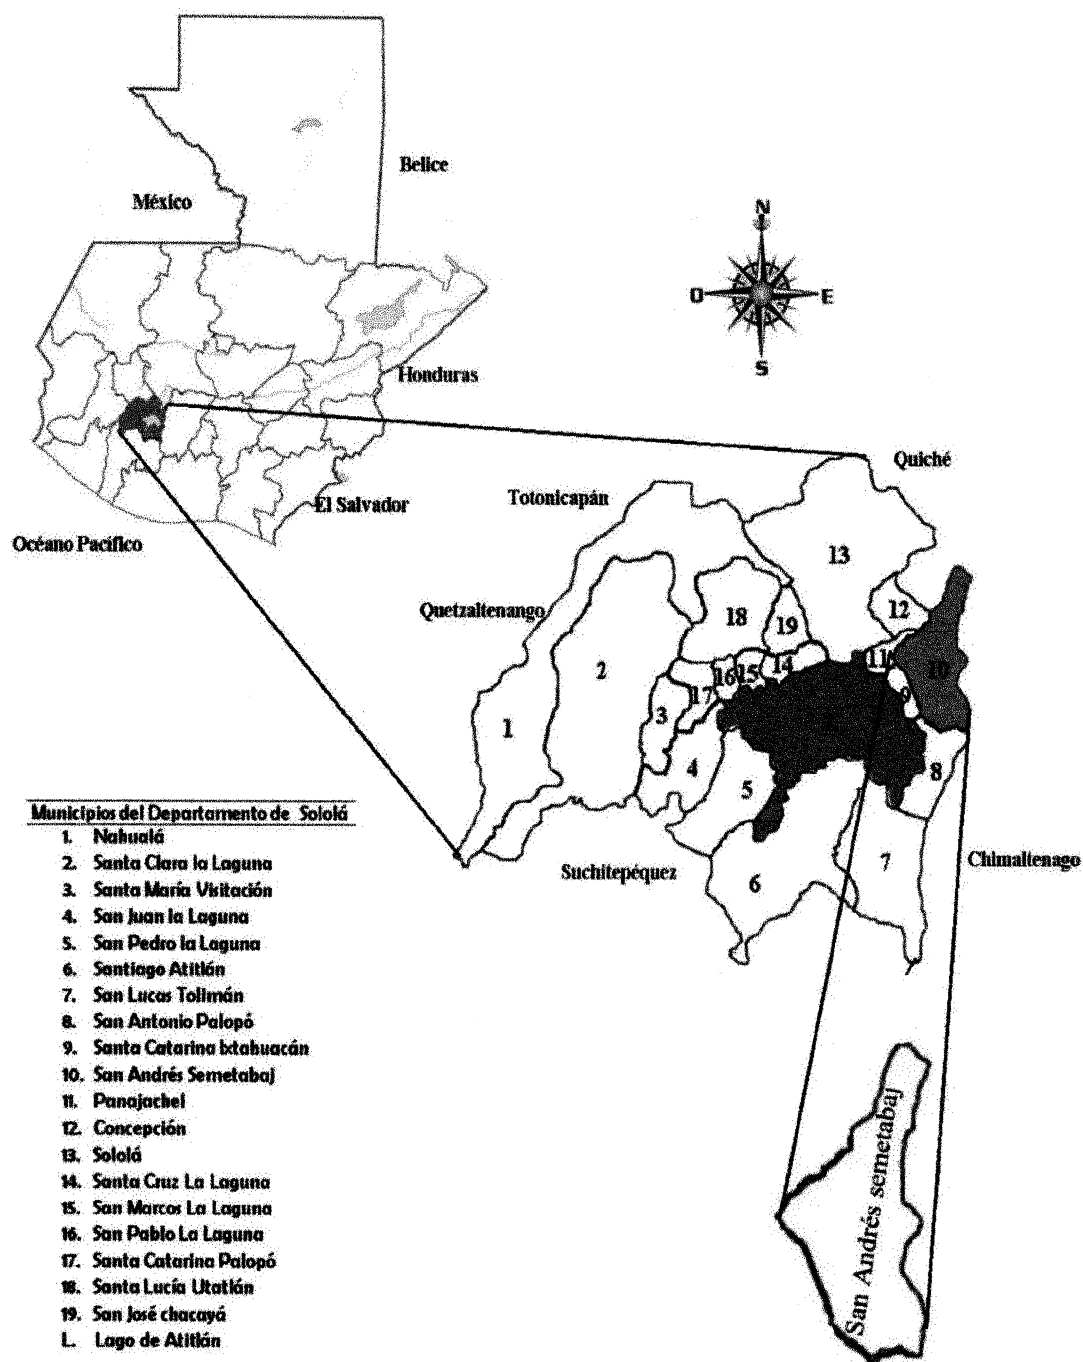 Belice
México
N
O
E
S
Honduras
El Salvador
Océano Pacífico
Quiché
Totonicapán
13
Quetzaltenango
12
18
19
2
11
10
14
16
15
17
9
3
1
4
8
5
7
6
Suchitepéquez
Chimaltenago
Municipios del Departamento de Sololá
1. Nahualá
2. Santa Clara la Laguna
3. Santa María Visitación
4. San Juan la Laguna
5. San Pedro la Laguna
6. Santiago Atitlán
7. San Lucas Tolimán
8. San Antonio Palopó
9. Santa Catarina Ixtahuacán
10. San Andrés Semetabaj
11. Panajachel
12. Concepción
13. Sololá
14. Santa Cruz La Laguna
15. San Marcos La Laguna
16. San Pablo La Laguna
17. Santa Catarina Palopó
18. Santa Lucía Utatlán
19. San José chacayá
L. Lago de Atitlán
San Andrés semetabaj